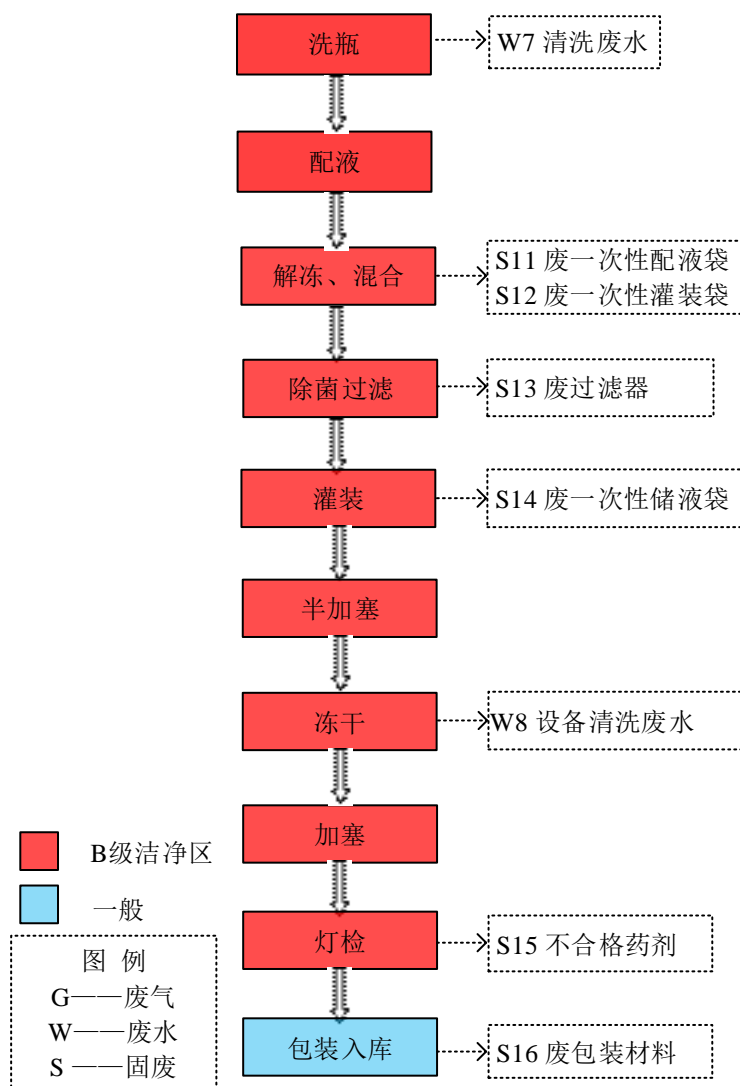 洗瓶
W7 清洗废水
配液
解冻、混合
S11 废一次性配液袋
S12 废一次性灌装袋
除菌过滤
S13 废过滤器
灌装
S14 废一次性储液袋
半加塞
冻干
W8 设备清洗废水
加塞
B级洁净区
一般
灯检
S15 不合格药剂
图 例
G——废气
W——废水
S——固废
包装入库
S16 废包装材料